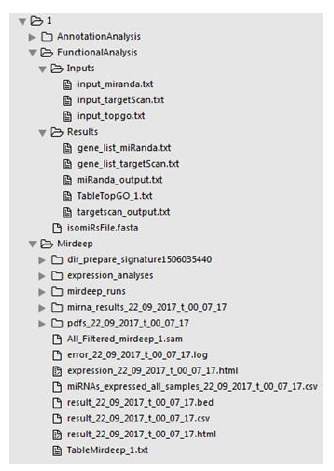 1
AnnotationAnalysis
FunctionalAnalysis
Inputs
input_miranda.txt
input_targetScan.txt
input_topgo.txt
Results
gene_list_miRanda.txt
gene_list_targetScan.txt
miRanda_output.txt
TableTopGO_1.txt
targetscan_output.txt
isomiRsFile.fasta
Mirdeep
dir_prepare_signature1506035440
expression_analyses
mirdeep_runs
mirna_results_22_09_2017_t_00_07_17
pdfs_22_09_2017_t_00_07_17
All_Filtered_mirdeep_1.sam
error_22_09_2017_t_00_07_17.log
expression_22_09_2017_t_00_07_17.html
miRNAs_expressed_all_samples_22_09_2017_t_00_07_17.csv
result_22_09_2017_t_00_07_17.bed
result_22_09_2017_t_00_07_17.csv
result_22_09_2017_t_00_07_17.html
TableMirdeep_1.txt